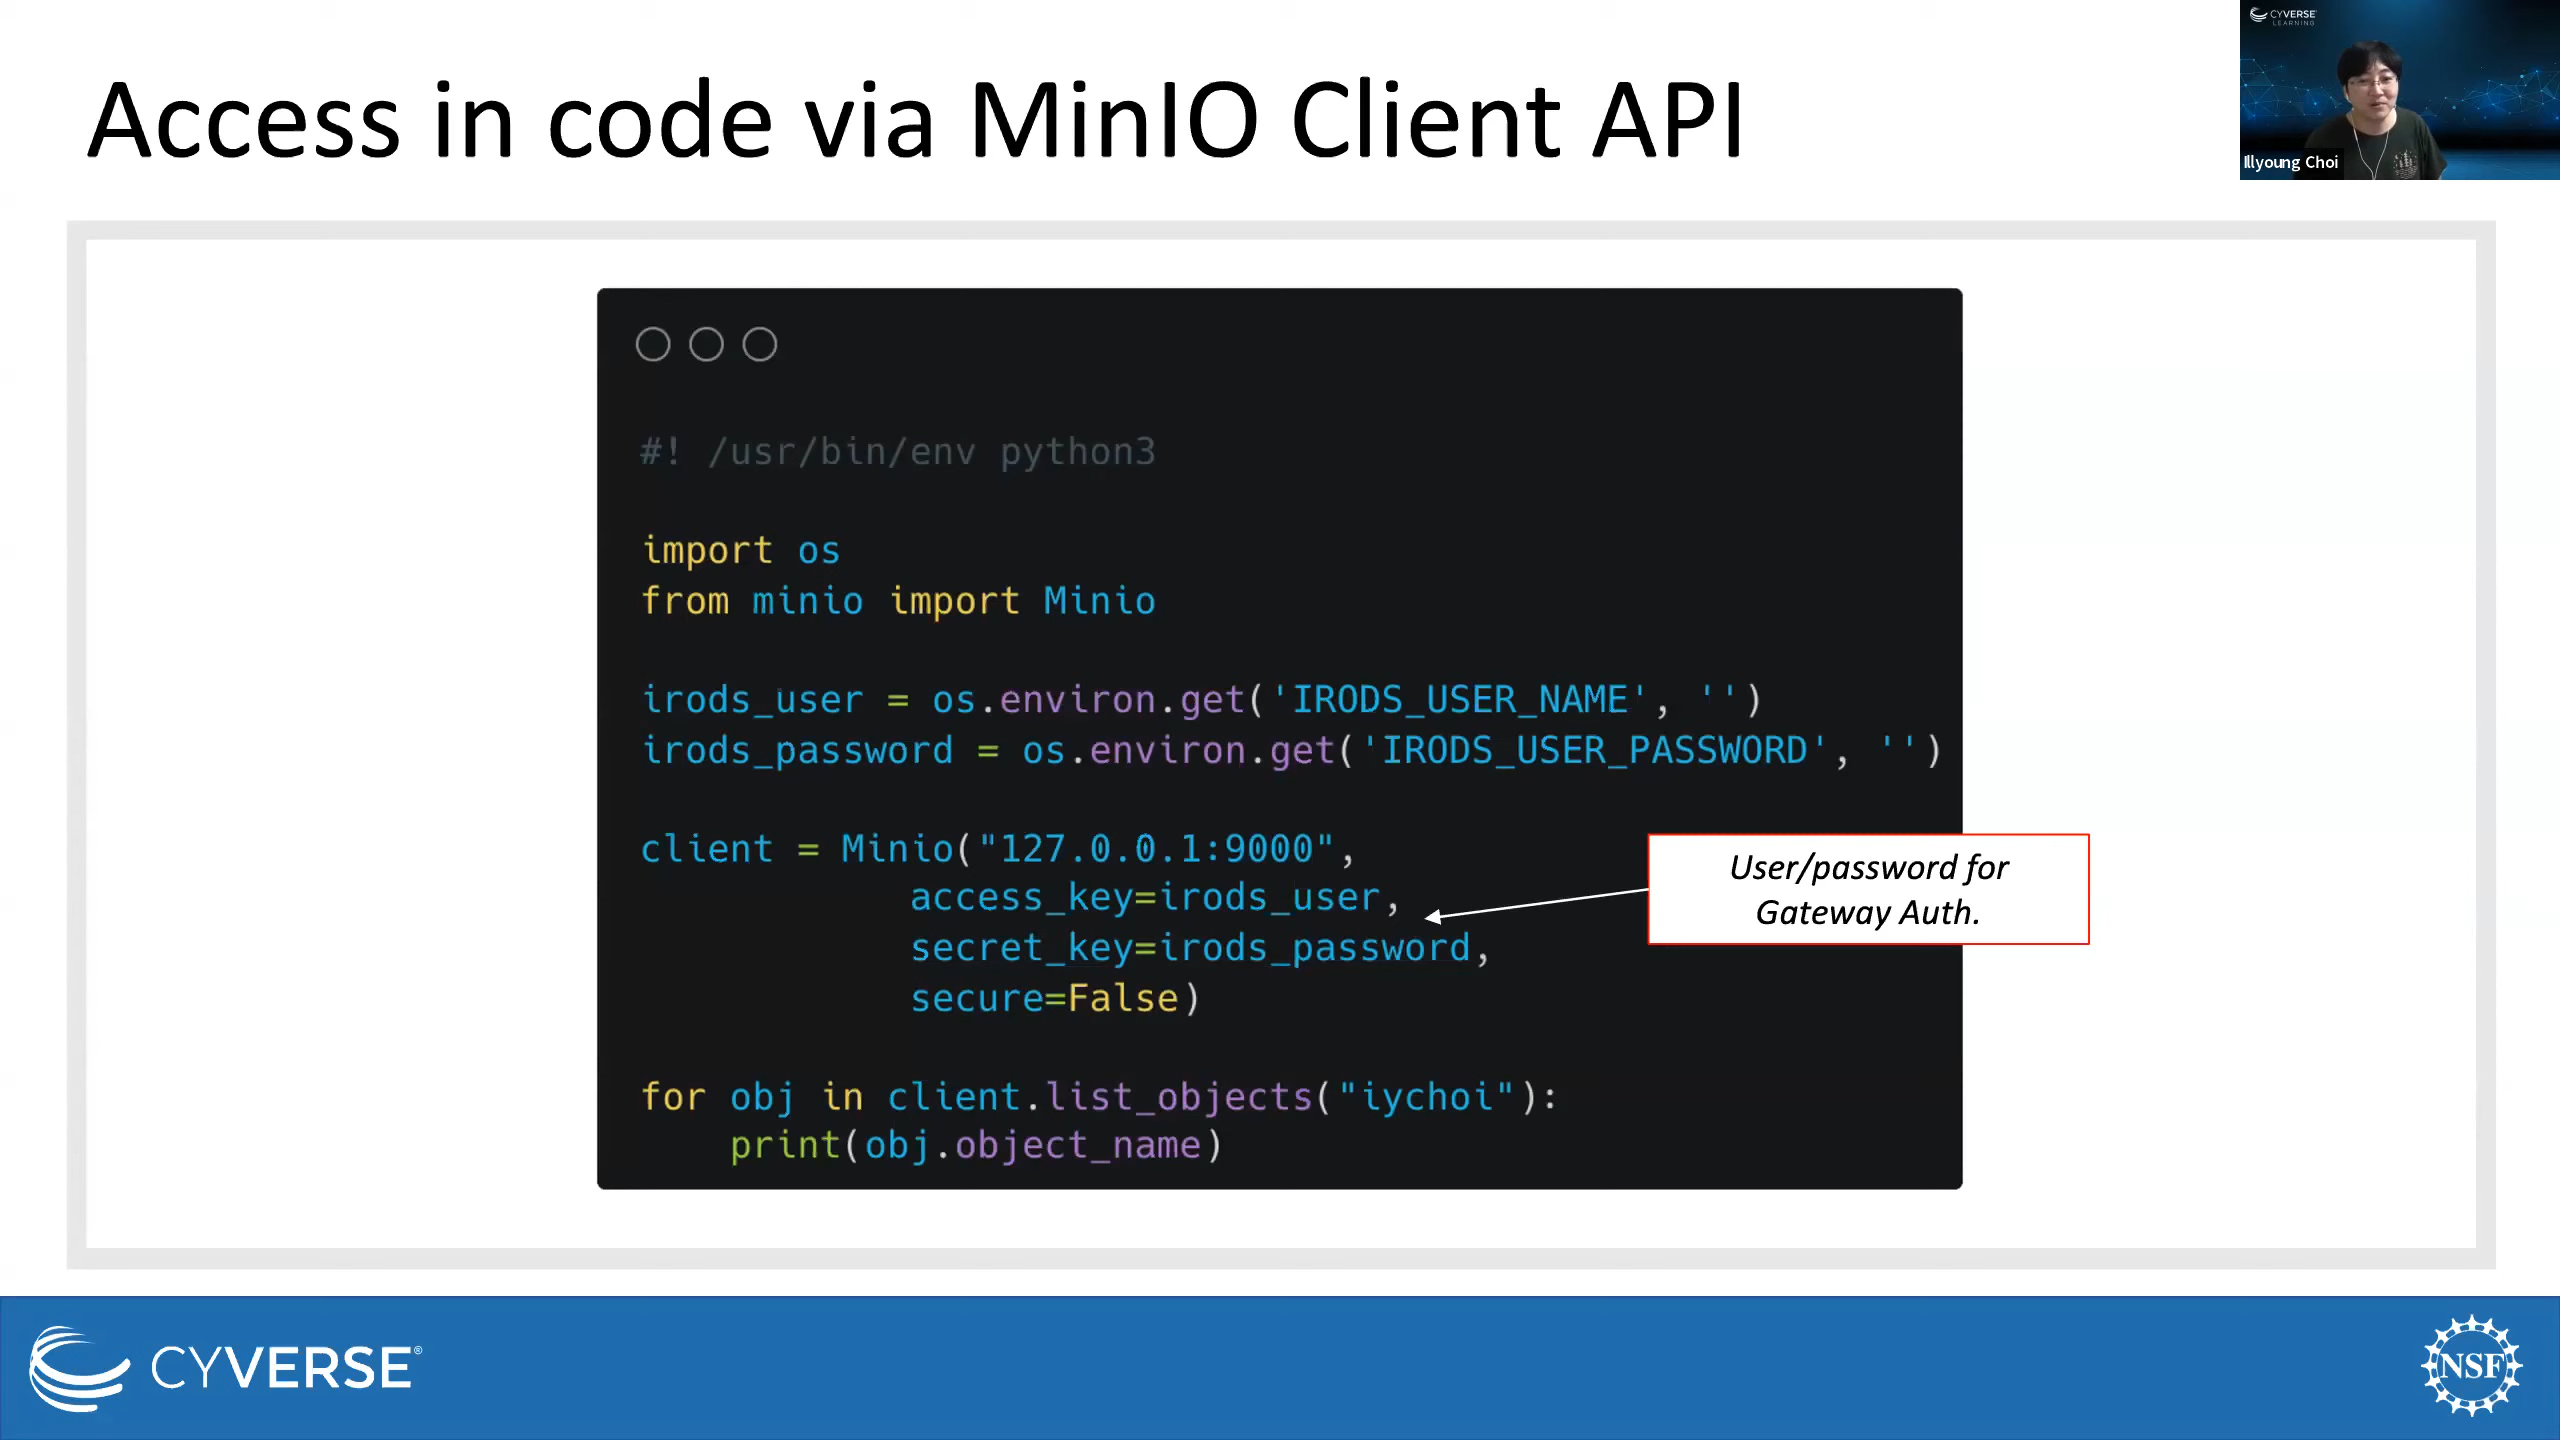 Access in code via MinIO Client API
CYVERSE
LEARNING
Illyoung Choi
#! /usr/bin/env python3
import os
from minio import Minio
irods_user = os.environ.get('IRODS_USER_NAME', '')
irods_password = os.environ.get('IRODS_USER_PASSWORD', '')
client = Minio("127.0.0.1:9000",
access_key=irods_user,
secret_key=irods_password,
secure=False)
for obj in client.list_objects("iychoi"):
print(obj.object_name)
User/password for
Gateway Auth.
CYVERSE®
NSF